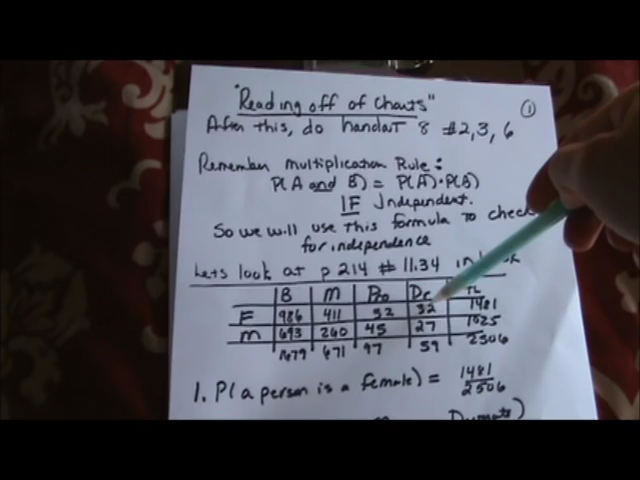 "Reading off of Charts" 1
After this, do handout 8 #2, 3, 6
Remember Multiplication Rule:
P(A and B) = P(A)·P(B)
IF Independent.
So we will use this formula to check
for independence
Lets look at p 214 # 11.34 in
B M Pro Dr
F 986 411 52 32 1481
M 693 260 45 27 1025
1679 671 97 59 2506
1. P(a person is a female) = 1481/2506